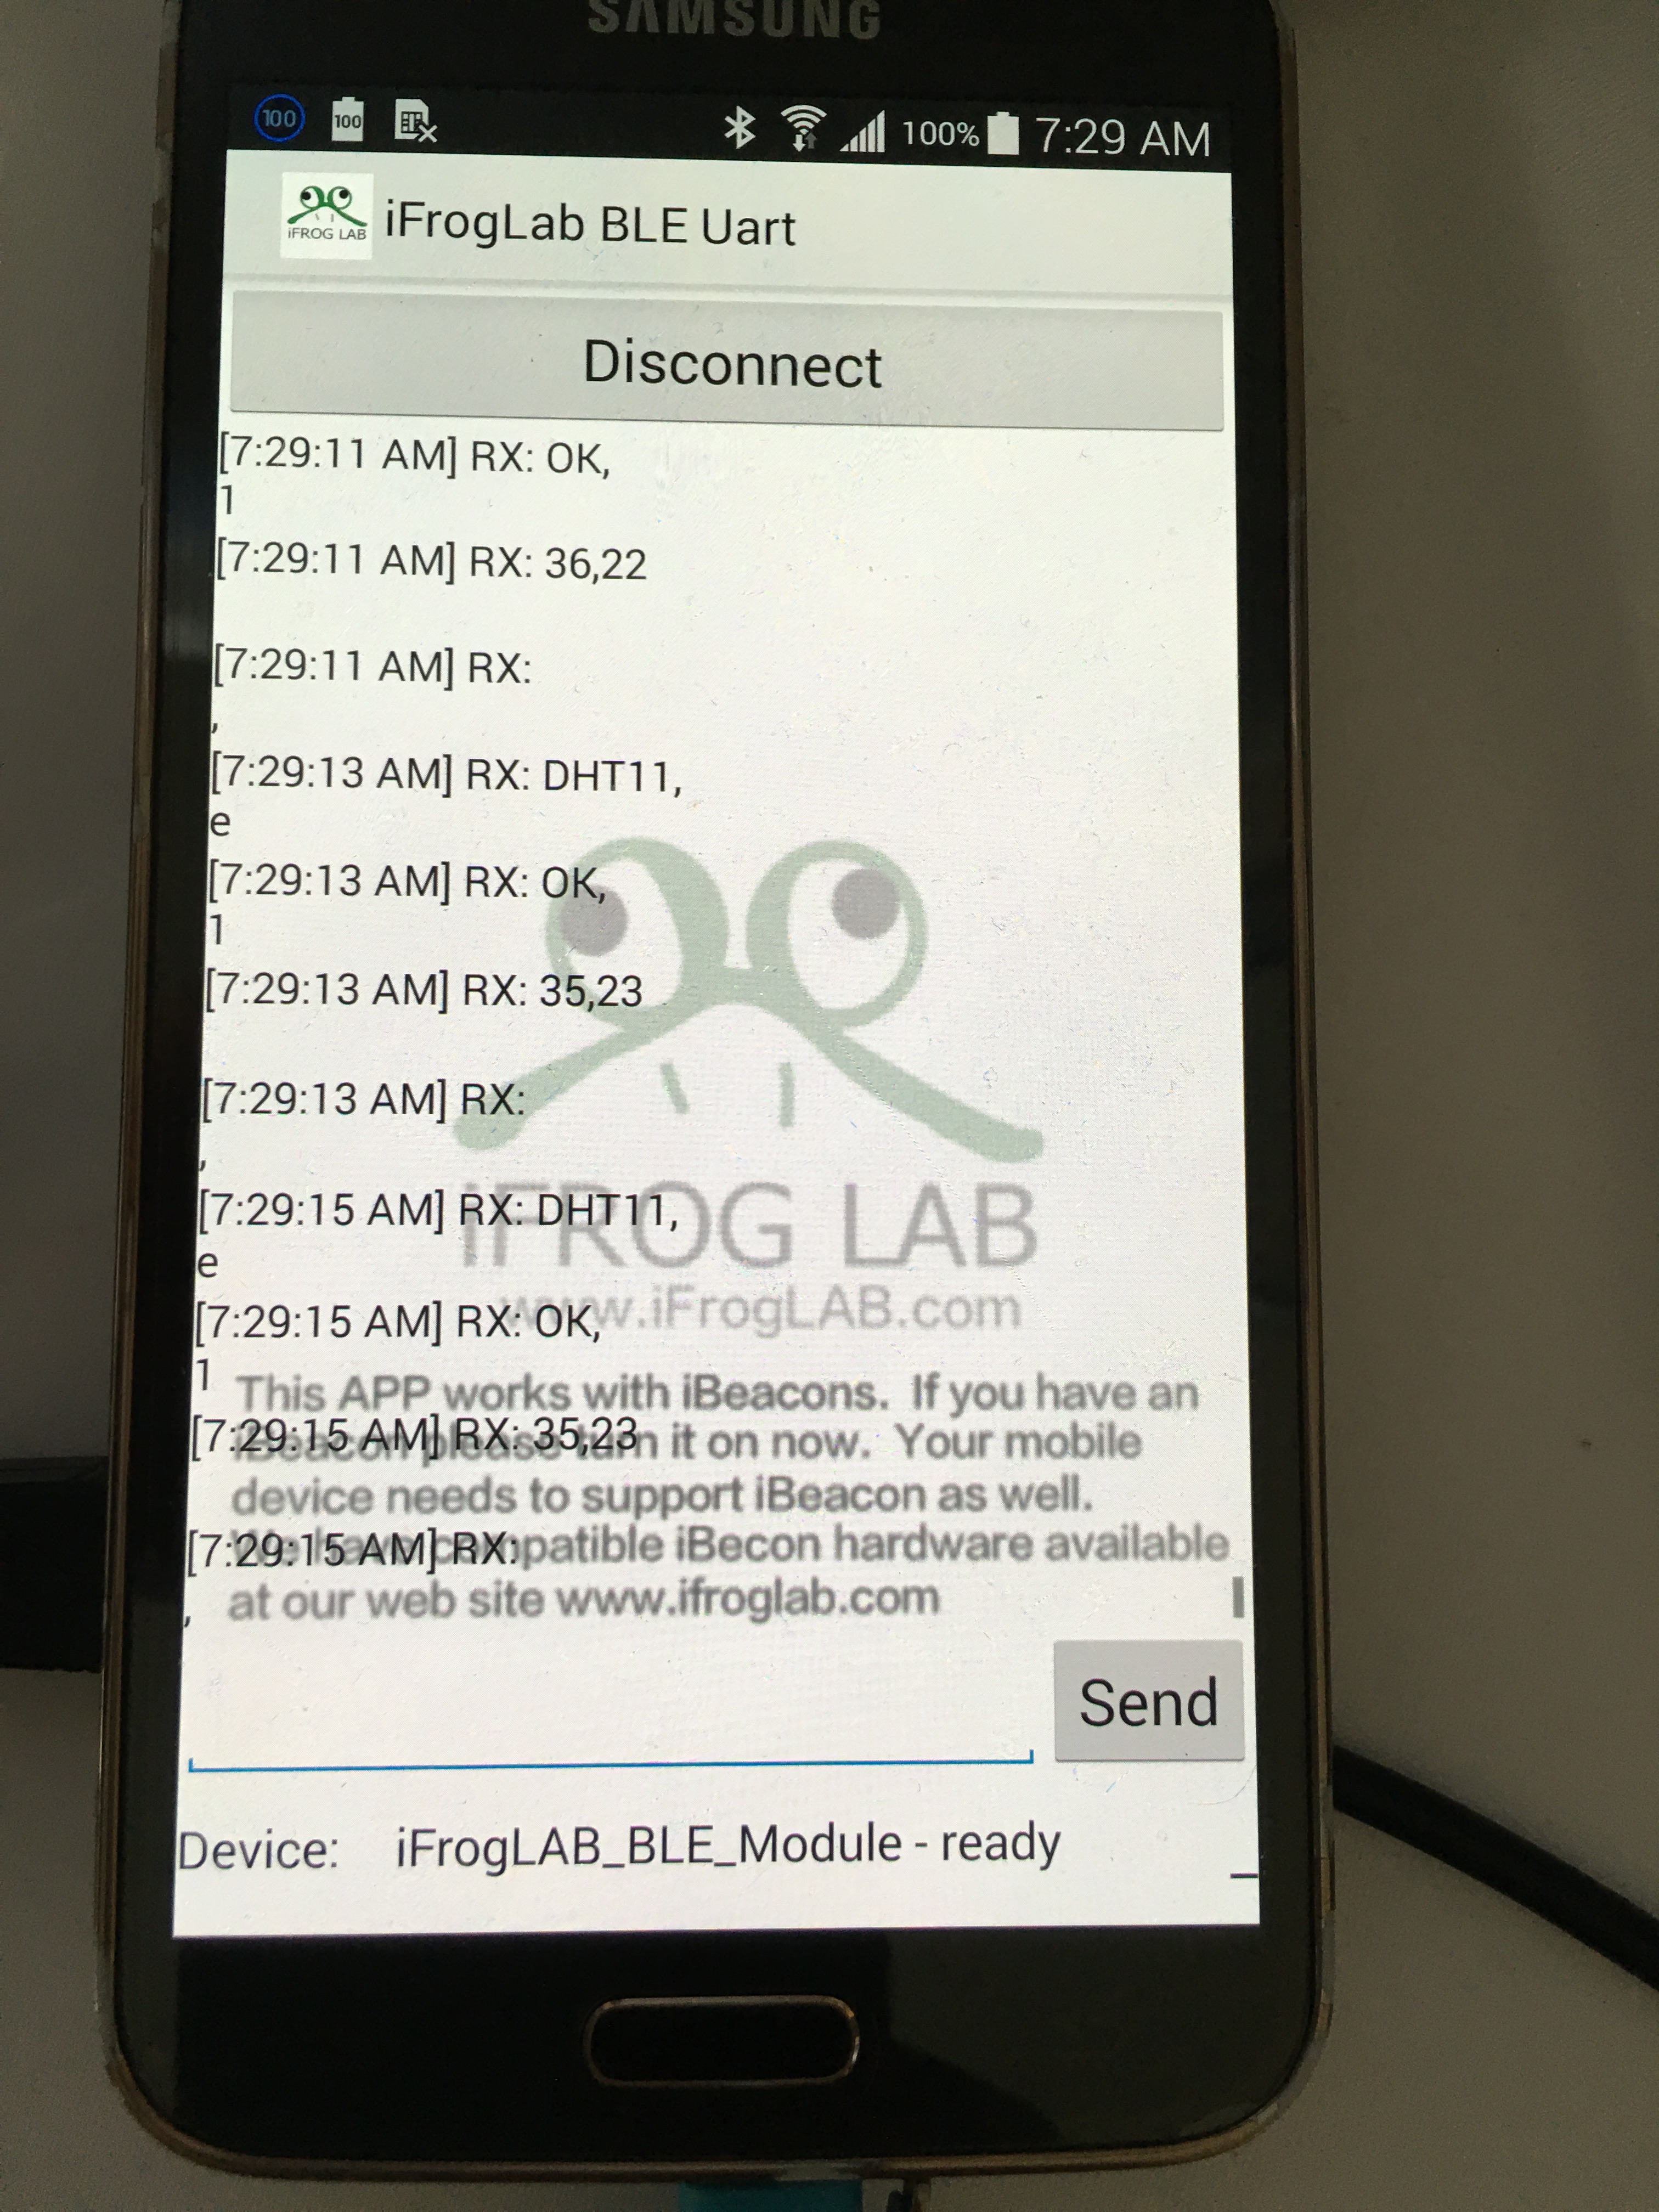 SAMSUNG
100 100 100% 7:29 AM
iFROG LAB
iFrogLab BLE Uart
Disconnect
[7:29:11 AM] RX: OK,
1
[7:29:11 AM] RX: 36,22
[7:29:11 AM] RX:
,
[7:29:13 AM] RX: DHT11,
e
[7:29:13 AM] RX: OK,
1
[7:29:13 AM] RX: 35,23
[7:29:13 AM] RX:
,
[7:29:15 AM] RX: DHT11,
e
iFROG LAB
[7:29:15 AM] RX: OK,
www.iFrogLAB.com
1
This APP works with iBeacons. If you have an
[7:29:15 AM] RX: 35,23
iBeacon please turn it on now. Your mobile
device needs to support iBeacon as well.
[7:29:15 AM] RX:
We have compatible iBecon hardware available
,
at our web site www.ifroglab.com
Send
Device: iFrogLAB_BLE_Module - ready